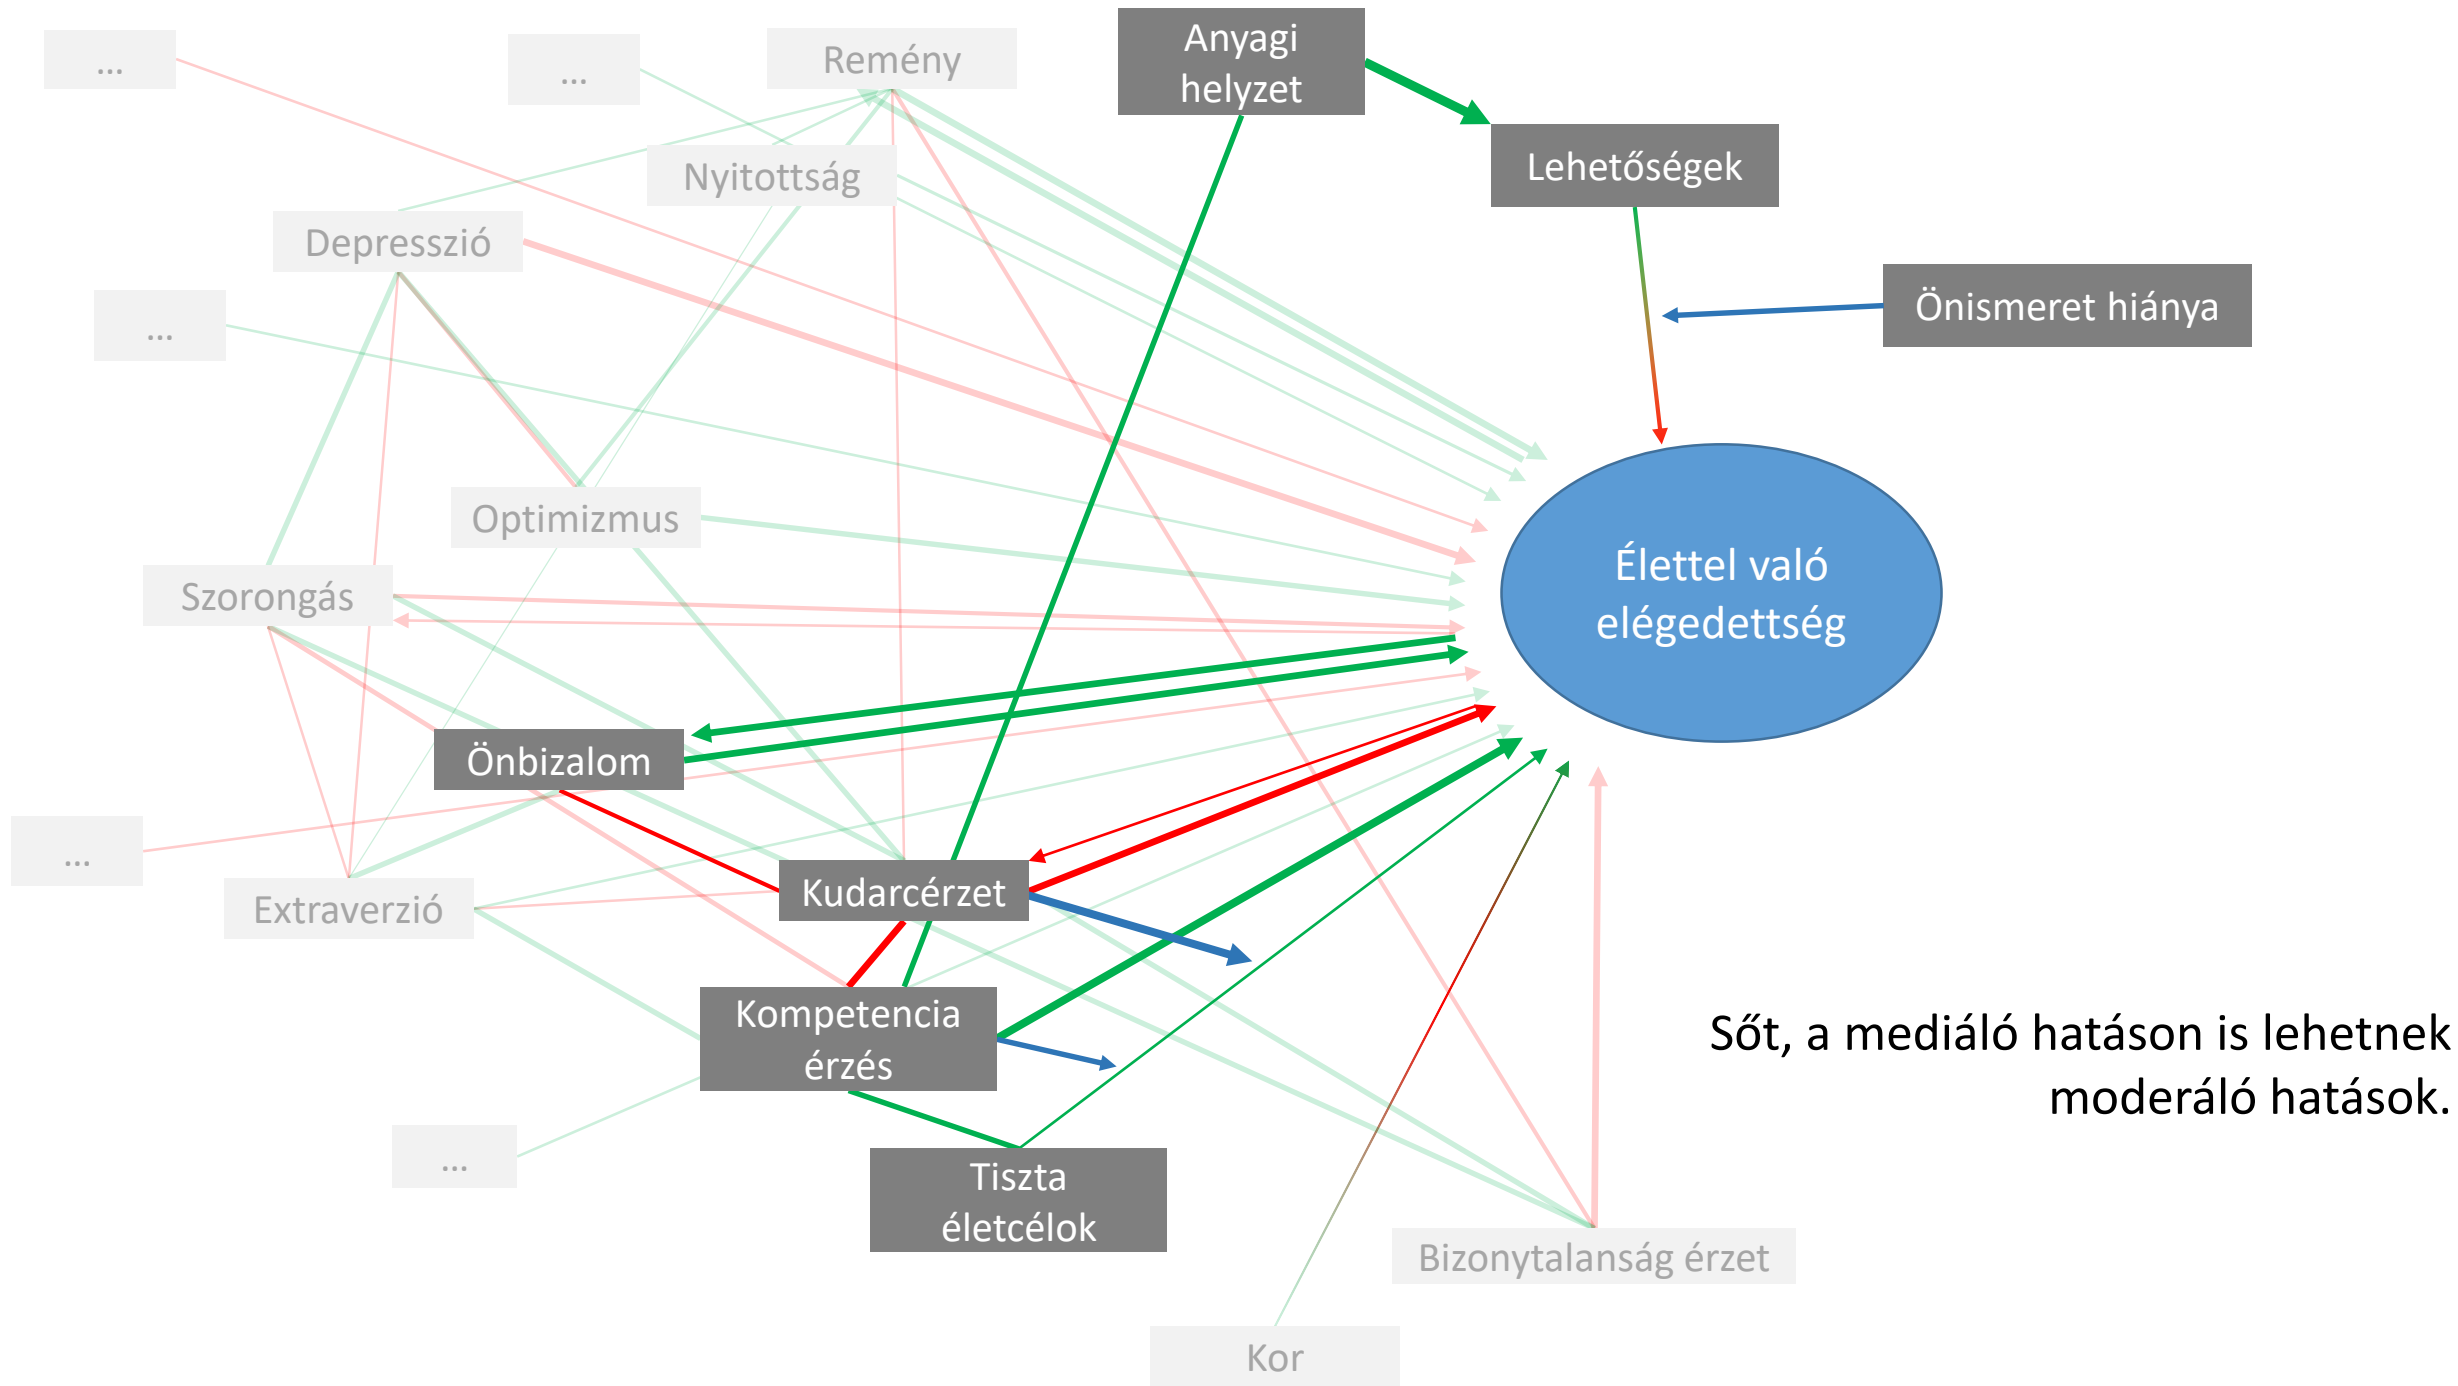 ...
...
Remény
Anyagi
helyzet
Nyitottság
Lehetőségek
Depresszió
...
Önismeret hiánya
Optimizmus
Szorongás
Élettel való
elégedettség
Önbizalom
...
Extraverzió
Kudarcérzet
Kompetencia
érzés
Sőt, a mediáló hatáson is lehetnek
moderáló hatások.
...
Tiszta
életcélok
Bizonytalanság érzet
Kor